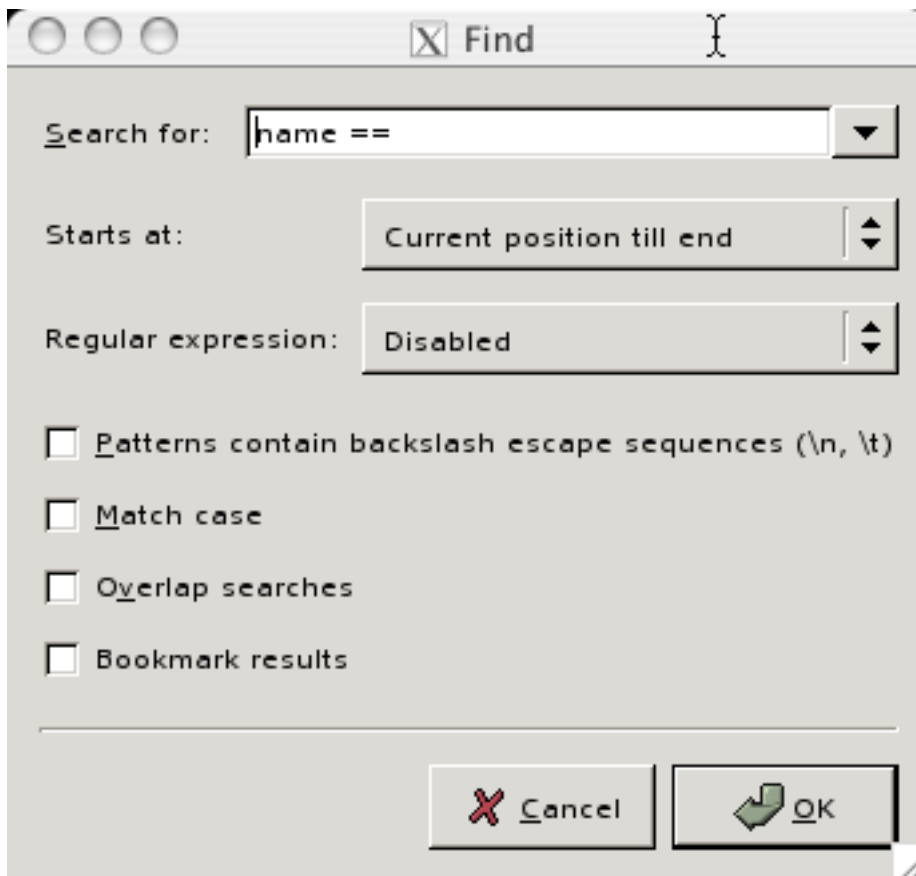 Find
Search for: name ==
Starts at: Current position till end
Regular expression: Disabled
Patterns contain backslash escape sequences (\n, \t)
Match case
Overlap searches
Bookmark results
Cancel OK